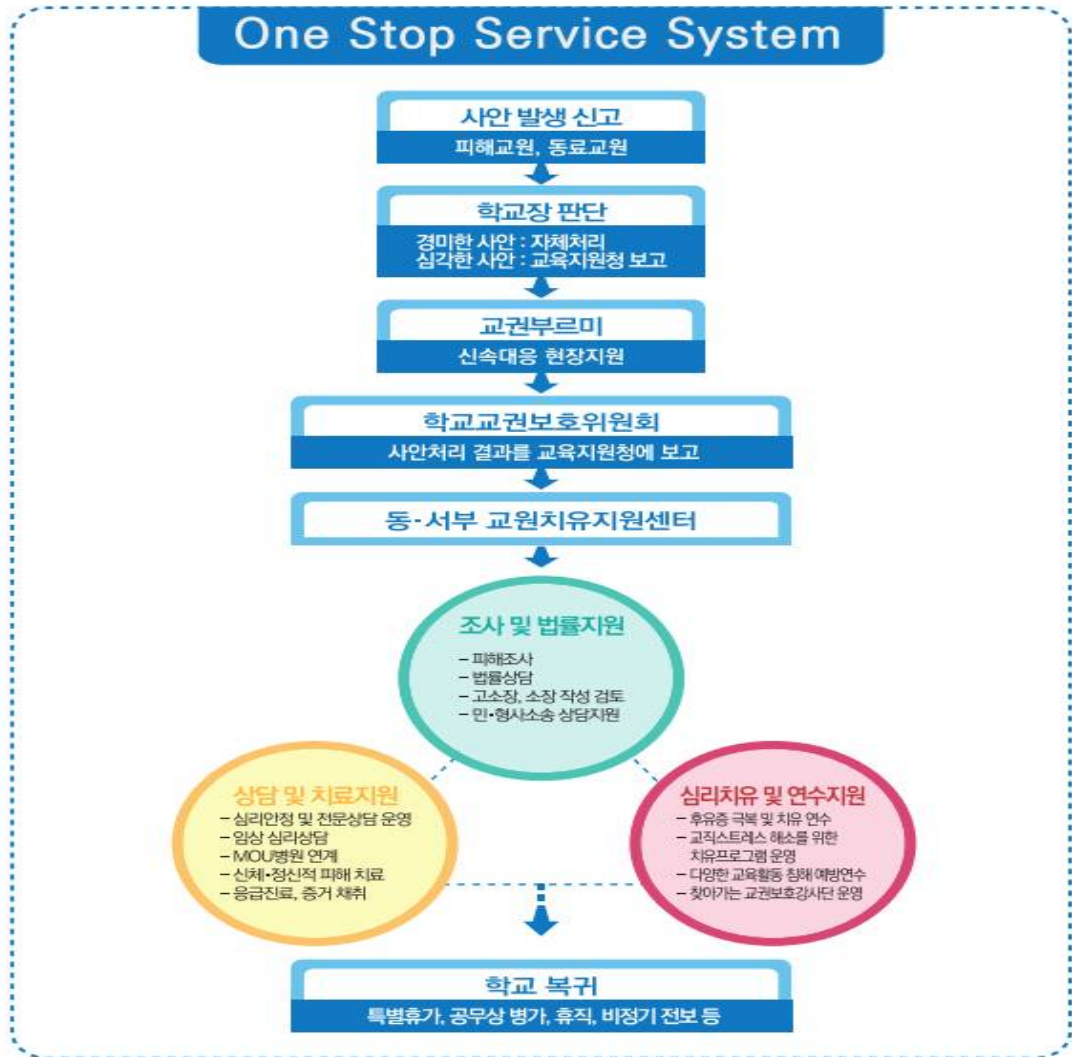 One Stop Service System
사안 발생 신고
피해교원, 동료교원
학교장 판단
경미한 사안 : 자체처리
심각한 사안 : 교육지원청 보고
교권부르미
신속대응 현장지원
학교교권보호위원회
사안처리 결과를 교육지원청에 보고
동·서부 교원치유지원센터
조사 및 법률지원
– 피해조사
– 법률상담
– 고소장, 소장 작성 검토
– 민•형사소송 상담지원
상담 및 치료지원
– 심리안정 및 전문상담 운영
– 임상 심리상담
– MOU병원 연계
– 신체•정신적 피해 치료
– 응급진료, 증거 채취
심리치유 및 연수지원
– 후유증 극복 및 치유 연수
– 교직스트레스 해소를 위한
치유프로그램 운영
– 다양한 교육활동 침해 예방연수
– 찾아가는 교권보호강사단 운영
학교 복귀
특별휴가, 공무상 병가, 휴직, 비정기 전보 등